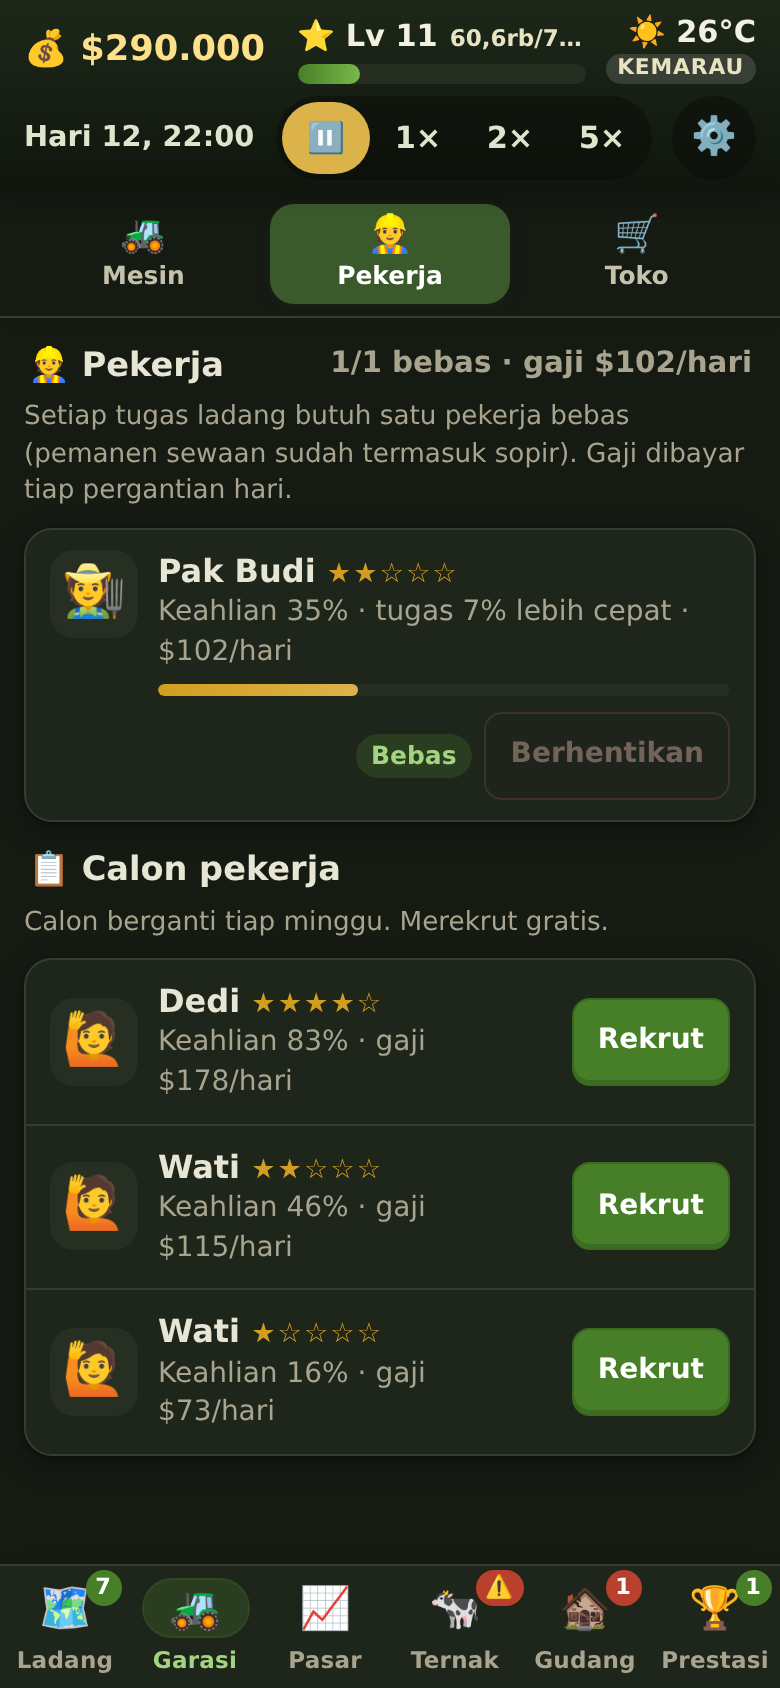 $290.000
Lv 11 60,6rb/7...
26°C
KEMARAU
Hari 12, 22:00
1× 2× 5×
Mesin
Pekerja
Toko
Pekerja
1/1 bebas · gaji $102/hari
Setiap tugas ladang butuh satu pekerja bebas
(pemanen sewaan sudah termasuk sopir). Gaji dibayar
tiap pergantian hari.
Pak Budi ★★☆☆☆
Keahlian 35% · tugas 7% lebih cepat ·
$102/hari
Bebas
Berhentikan
Calon pekerja
Calon berganti tiap minggu. Merekrut gratis.
Dedi ★★★★☆
Keahlian 83% · gaji
$178/hari
Rekrut
Wati ★★☆☆☆
Keahlian 46% · gaji
$115/hari
Rekrut
Wati ★☆☆☆☆
Keahlian 16% · gaji
$73/hari
Rekrut
7
1
1
Ladang
Garasi
Pasar
Ternak
Gudang
Prestasi